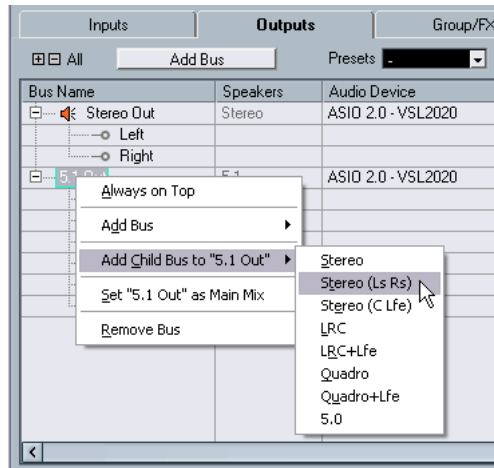 Inputs Outputs Group/FX
All Add Bus Presets -
Bus Name Speakers Audio Device
Stereo Out Stereo ASIO 2.0 - VSL2020
Left
Right
5.1 Out 5.1 ASIO 2.0 - VSL2020
Always on Top
Add Bus
Add Child Bus to "5.1 Out"
Set "5.1 Out" as Main Mix
Remove Bus
Stereo
Stereo (Ls Rs)
Stereo (C Lfe)
LRC
LRC+Lfe
Quadro
Quadro+Lfe
5.0